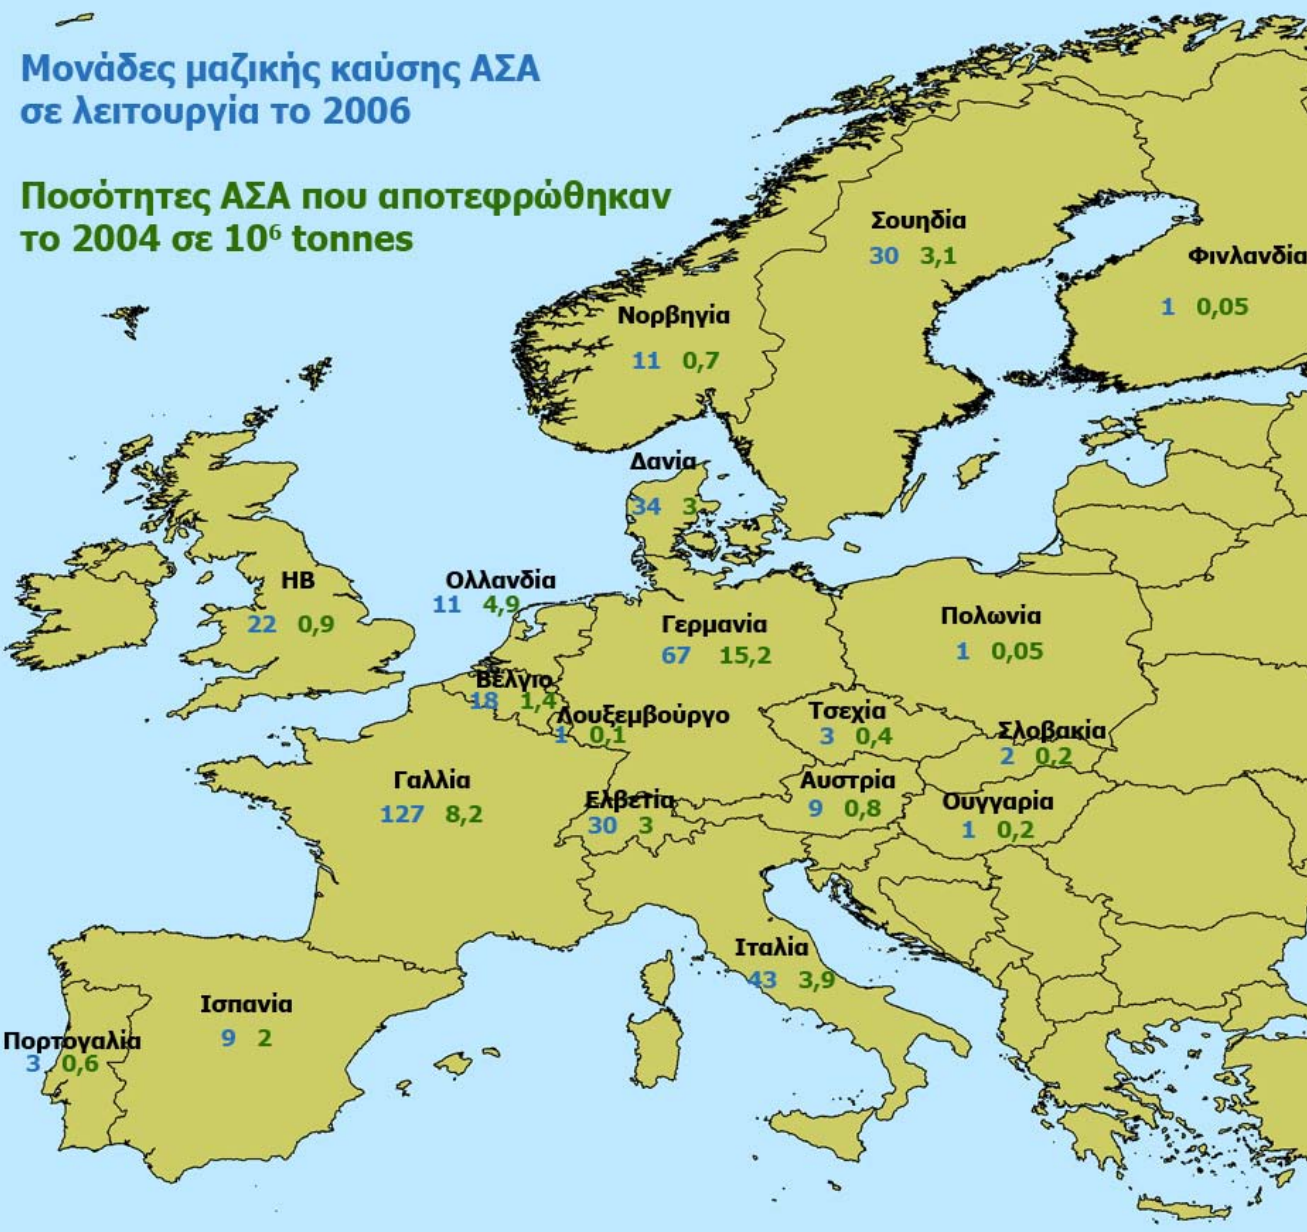 Μονάδες μαζικής καύσης ΑΣΑ
σε λειτουργία το 2006
Ποσότητες ΑΣΑ που αποτεφρώθηκαν
το 2004 σε 10⁶ tonnes
Σουηδία
30 3,1
Φινλανδία
1 0,05
Νορβηγία
11 0,7
Δανία
34 3
ΗΒ
22 0,9
Ολλανδία
11 4,9
Γερμανία
67 15,2
Πολωνία
1 0,05
Βέλγιο
18 1,4
Λουξεμβούργο
1 0,1
Τσεχία
3 0,4
Σλοβακία
2 0,2
Γαλλία
127 8,2
Ελβετία
30 3
Αυστρία
9 0,8
Ουγγαρία
1 0,2
Ιταλία
43 3,9
Ισπανία
9 2
Πορτογαλία
3 0,6